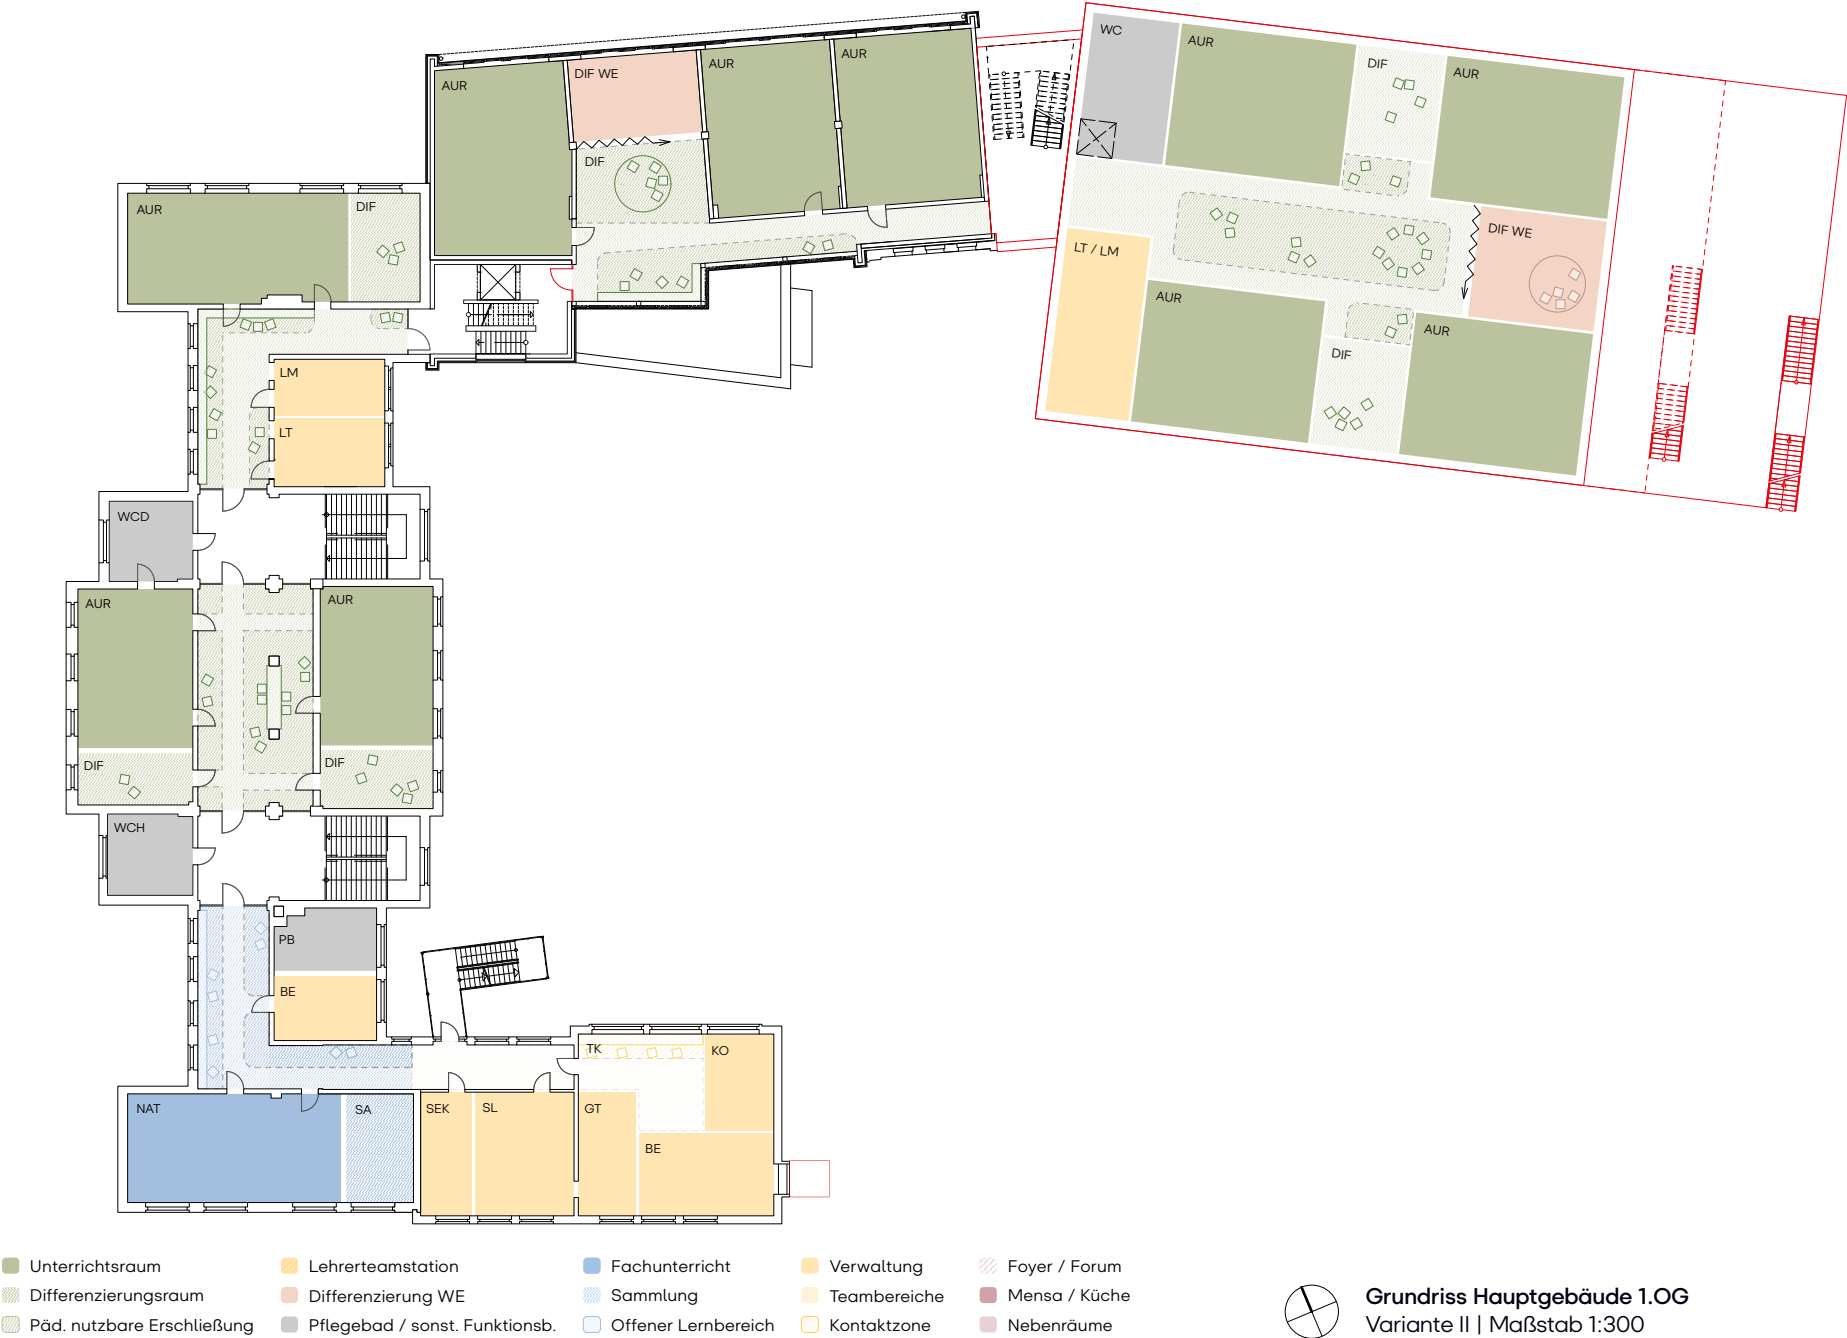 WC
AUR
DIF
AUR
AUR
DIF WE
AUR
AUR
DIF
AUR
DIF
DIF WE
LT / LM
AUR
AUR
DIF
LM
LT
WCD
AUR
AUR
DIF
DIF
WCH
PB
BE
TK
KO
NAT
SA
SEK
SL
GT
BE
Unterrichtsraum
Differenzierungsraum
Päd. nutzbare Erschließung
Lehrerteamstation
Differenzierung WE
Pflegebad / sonst. Funktionsb.
Fachunterricht
Sammlung
Offener Lernbereich
Verwaltung
Teambereiche
Kontaktzone
Foyer / Forum
Mensa / Küche
Nebenräume
Grundriss Hauptgebäude 1.OG
Variante II | Maßstab 1:300